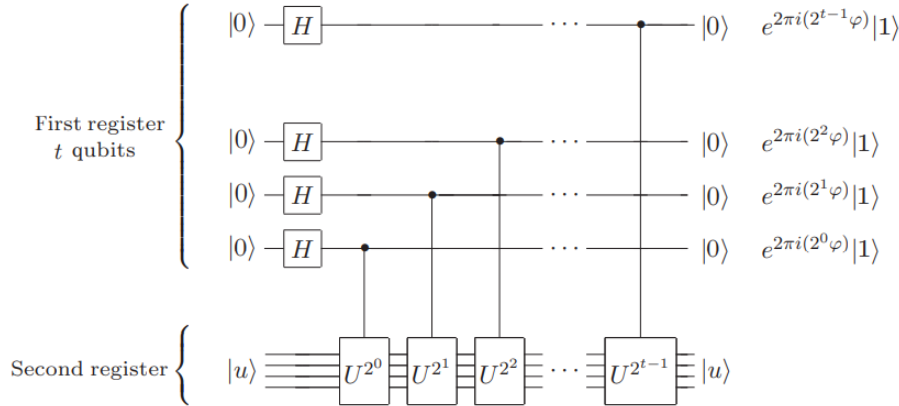 |0⟩ H ··· |0⟩ e^{2πi(2^{t−1}φ)}|1⟩
First register
t qubits
|0⟩ H ··· |0⟩ e^{2πi(2^2φ)}|1⟩
|0⟩ H ··· |0⟩ e^{2πi(2^1φ)}|1⟩
|0⟩ H ··· |0⟩ e^{2πi(2^0φ)}|1⟩
Second register |u⟩ U^{2^0} U^{2^1} U^{2^2} ··· U^{2^{t−1}} |u⟩